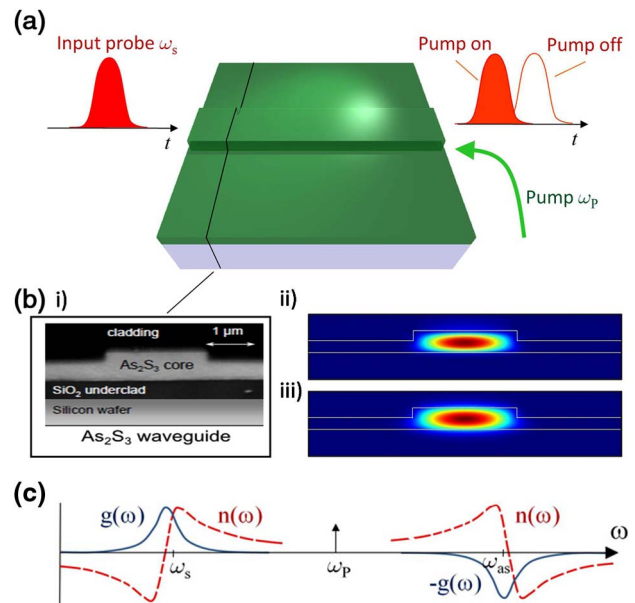 (a)
Input probe ωs
t
Pump on
Pump off
t
Pump ωP
(b) i)
cladding
1 μm
As2S3 core
SiO2 underclad
Silicon wafer
As2S3 waveguide
ii)
iii)
(c)
g(ω)
n(ω)
ωs
ωP
n(ω)
ωas
-g(ω)
ω